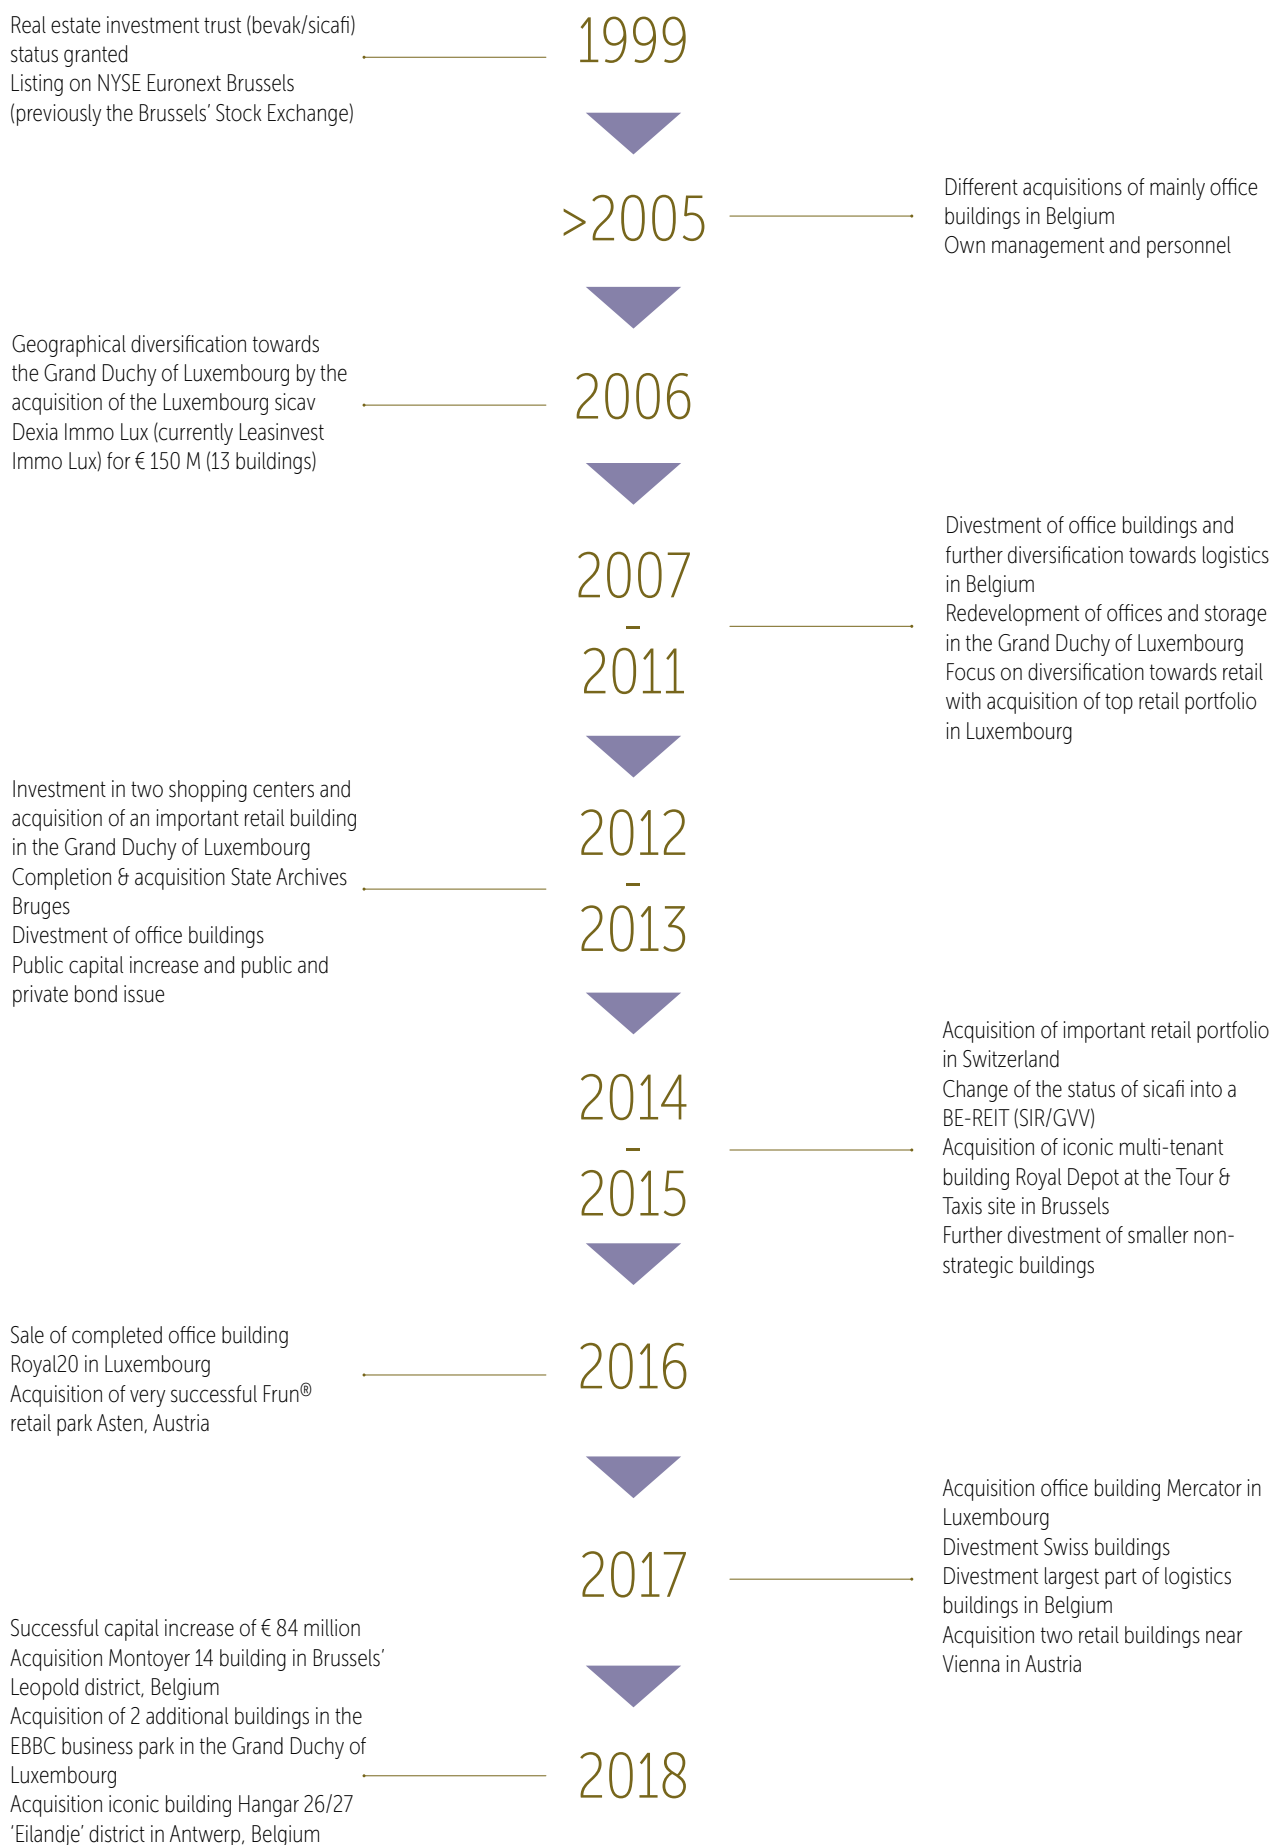 Real estate investment trust (bevak/sicafi)
status granted
Listing on NYSE Euronext Brussels
(previously the Brussels’ Stock Exchange)
1999
>2005
Different acquisitions of mainly office
buildings in Belgium
Own management and personnel
Geographical diversification towards
the Grand Duchy of Luxembourg by the
acquisition of the Luxembourg sicav
Dexia Immo Lux (currently Leasinvest
Immo Lux) for € 150 M (13 buildings)
2006
2007
–
2011
Divestment of office buildings and
further diversification towards logistics
in Belgium
Redevelopment of offices and storage
in the Grand Duchy of Luxembourg
Focus on diversification towards retail
with acquisition of top retail portfolio
in Luxembourg
Investment in two shopping centers and
acquisition of an important retail building
in the Grand Duchy of Luxembourg
Completion & acquisition State Archives
Bruges
Divestment of office buildings
Public capital increase and public and
private bond issue
2012
–
2013
2014
–
2015
Acquisition of important retail portfolio
in Switzerland
Change of the status of sicafi into a
BE-REIT (SIR/GVV)
Acquisition of iconic multi-tenant
building Royal Depot at the Tour &
Taxis site in Brussels
Further divestment of smaller non-
strategic buildings
Sale of completed office building
Royal20 in Luxembourg
Acquisition of very successful Frun®
retail park Asten, Austria
2016
2017
Acquisition office building Mercator in
Luxembourg
Divestment Swiss buildings
Divestment largest part of logistics
buildings in Belgium
Acquisition two retail buildings near
Vienna in Austria
Successful capital increase of € 84 million
Acquisition Montoyer 14 building in Brussels’
Leopold district, Belgium
Acquisition of 2 additional buildings in the
EBBC business park in the Grand Duchy of
Luxembourg
Acquisition iconic building Hangar 26/27
‘Eilandje’ district in Antwerp, Belgium
2018